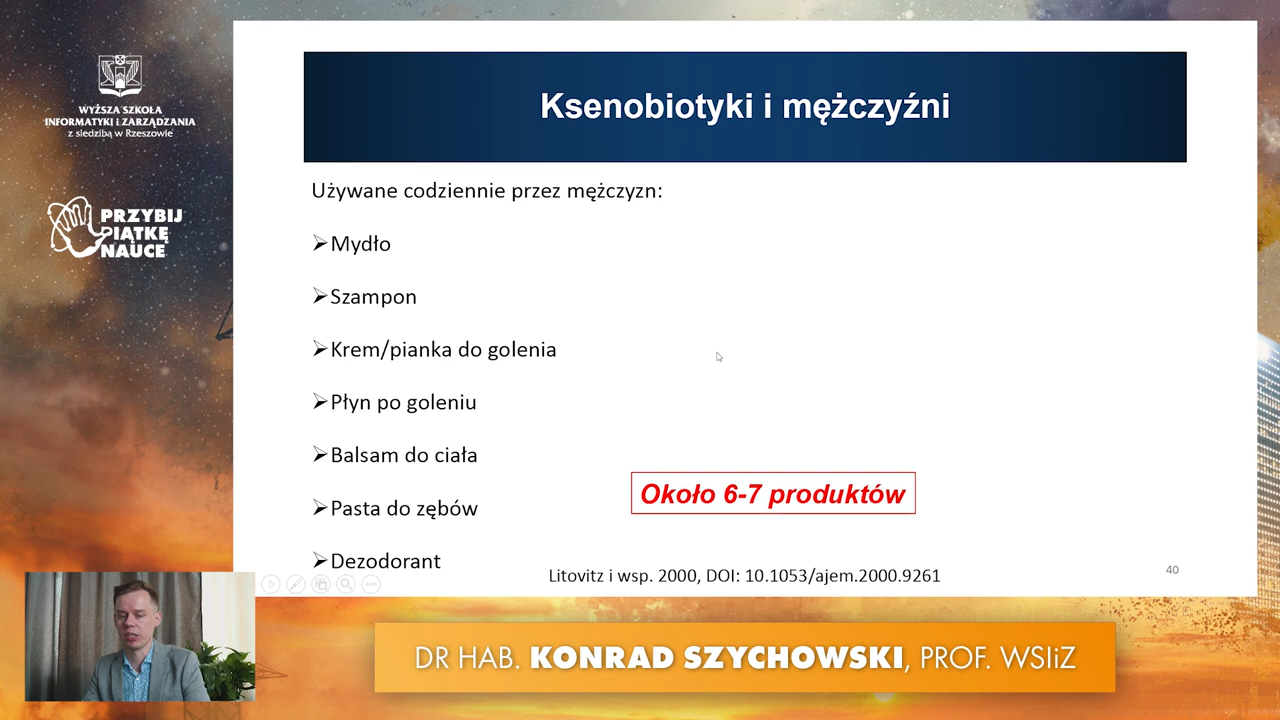 WYŻSZA SZKOŁA
INFORMATYKI i ZARZĄDZANIA
z siedzibą w Rzeszowie
PRZYBIJ
PIĄTKĘ
NAUCE
Ksenobiotyki i mężczyźni
Używane codziennie przez mężczyzn:
➢Mydło
➢Szampon
➢Krem/pianka do golenia
➢Płyn po goleniu
➢Balsam do ciała
➢Pasta do zębów
➢Dezodorant
Około 6-7 produktów
Litovitz i wsp. 2000, DOI: 10.1053/ajem.2000.9261
40
DR HAB. KONRAD SZYCHOWSKI, PROF. WSIiZ